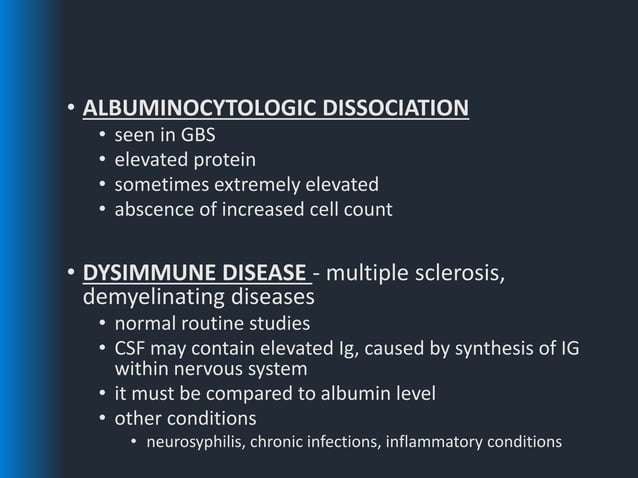 • ALBUMINOCYTOLOGIC DISSOCIATION
• seen in GBS
• elevated protein
• sometimes extremely elevated
• abscence of increased cell count
• DYSIMMUNE DISEASE - multiple sclerosis,
demyelinating diseases
• normal routine studies
• CSF may contain elevated Ig, caused by synthesis of IG
within nervous system
• it must be compared to albumin level
• other conditions
• neurosyphilis, chronic infections, inflammatory conditions